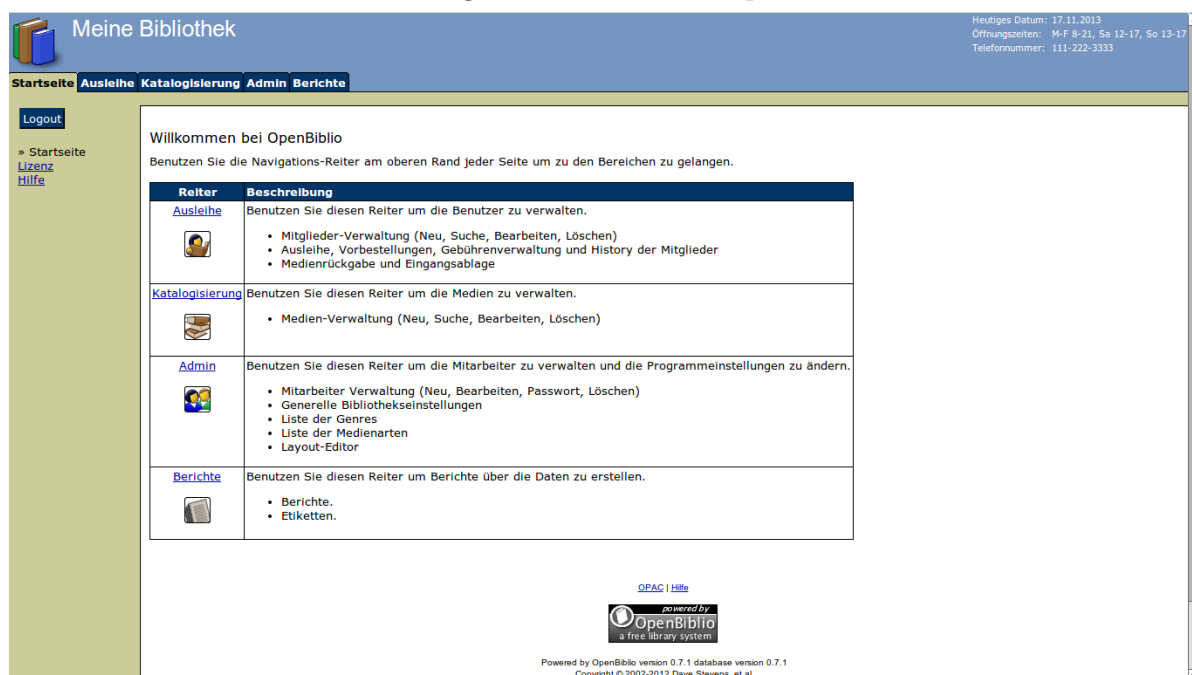 Meine Bibliothek
Heutiges Datum: 17.11.2013
Öffnungszeiten: M-F 8-21, Sa 12-17, So 13-17
Telefonnummer: 111-222-3333
Startseite Ausleihe Katalogisierung Admin Berichte
Logout
» Startseite
Lizenz
Hilfe
Willkommen bei OpenBiblio
Benutzen Sie die Navigations-Reiter am oberen Rand jeder Seite um zu den Bereichen zu gelangen.
Reiter Beschreibung
Ausleihe Benutzen Sie diesen Reiter um die Benutzer zu verwalten.
• Mitglieder-Verwaltung (Neu, Suche, Bearbeiten, Löschen)
• Ausleihe, Vorbestellungen, Gebührenverwaltung und History der Mitglieder
• Medienrückgabe und Eingangsablage
Katalogisierung Benutzen Sie diesen Reiter um die Medien zu verwalten.
• Medien-Verwaltung (Neu, Suche, Bearbeiten, Löschen)
Admin Benutzen Sie diesen Reiter um die Mitarbeiter zu verwalten und die Programmeinstellungen zu ändern.
• Mitarbeiter Verwaltung (Neu, Bearbeiten, Passwort, Löschen)
• Generelle Bibliothekseinstellungen
• Liste der Genres
• Liste der Medienarten
• Layout-Editor
Berichte Benutzen Sie diesen Reiter um Berichte über die Daten zu erstellen.
• Berichte.
• Etiketten.
OPAC | Hilfe
powered by
OpenBiblio
a free library system
Powered by OpenBiblio version 0.7.1 database version 0.7.1
Copyright © 2002-2012 Dave Stevens, et al.